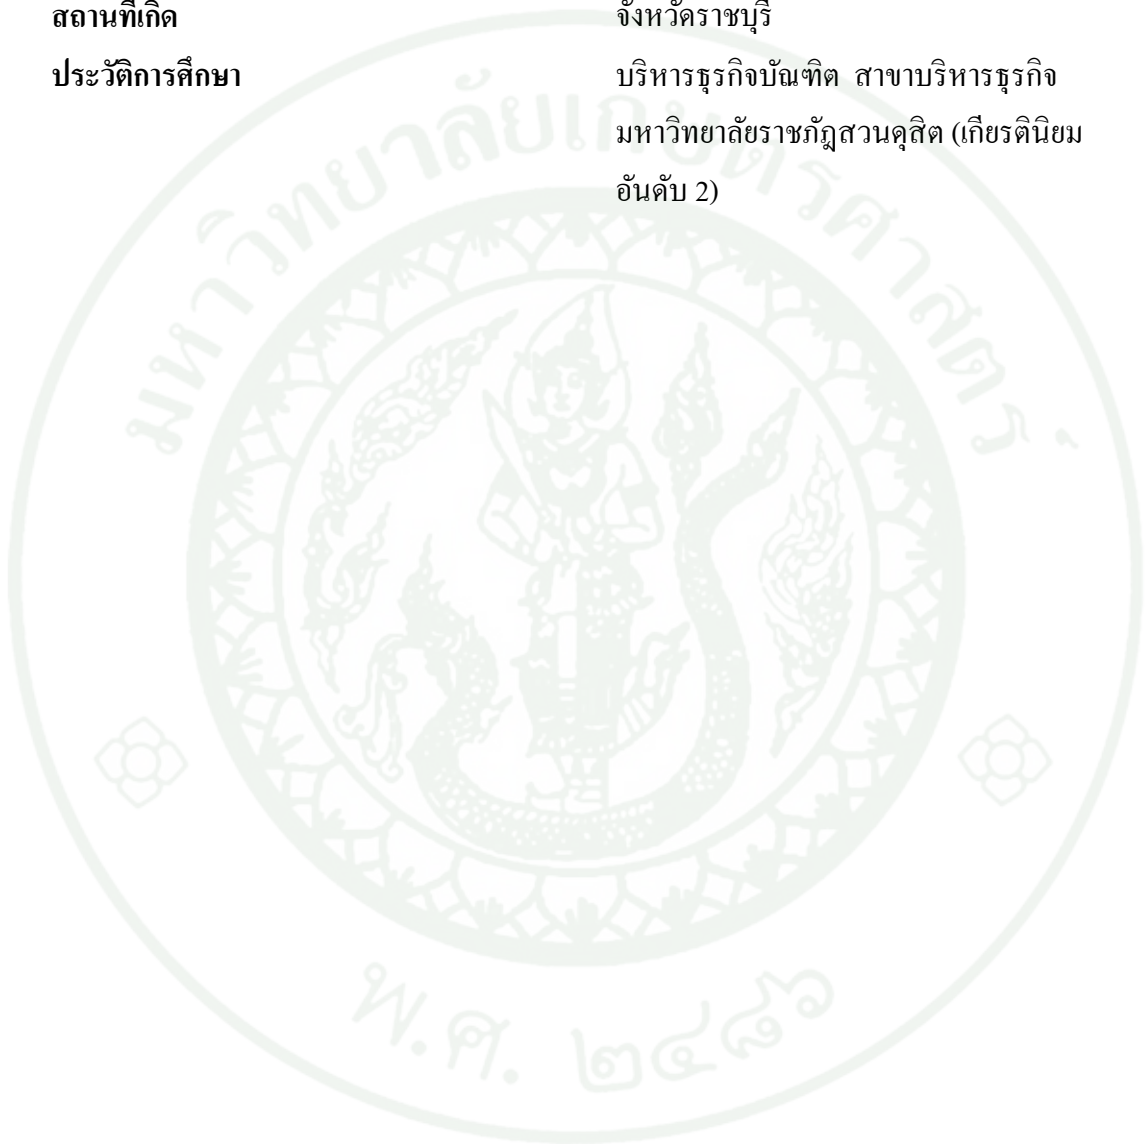 สถานที่เกิด จังหวัดราชบุรี
ประวัติการศึกษา บริหารธุรกิจบัณฑิต สาขาบริหารธุรกิจ
มหาวิทยาลัยราชภัฎสวนดุสิต (เกียรตินิยม
อันดับ 2)
มหาวิทยาลัยเกษตรศาสตร์
พ.ศ. ๒๔๘๖